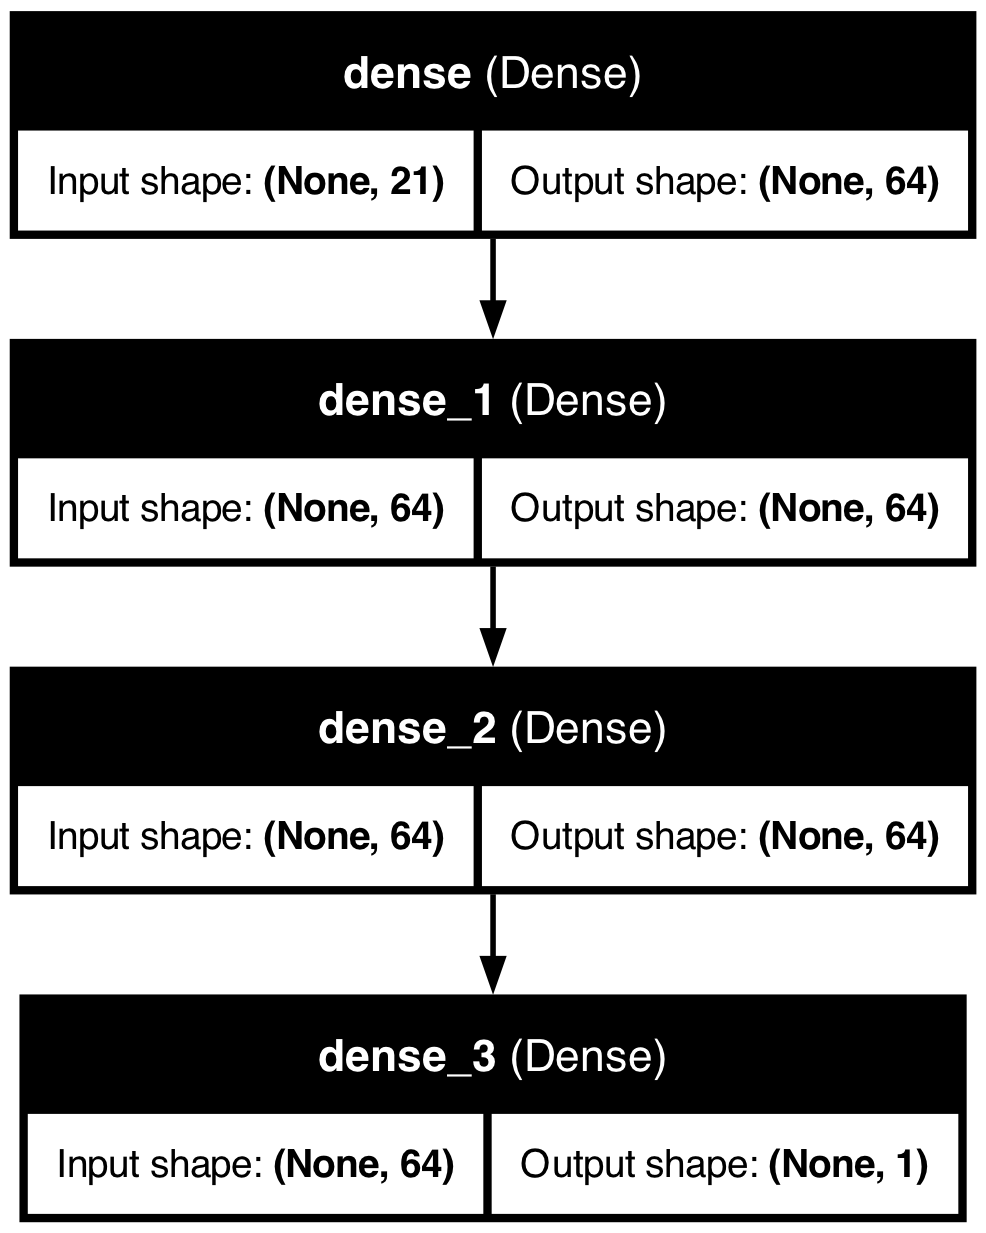 dense (Dense)
Input shape: (None, 21) Output shape: (None, 64)
dense_1 (Dense)
Input shape: (None, 64) Output shape: (None, 64)
dense_2 (Dense)
Input shape: (None, 64) Output shape: (None, 64)
dense_3 (Dense)
Input shape: (None, 64) Output shape: (None, 1)